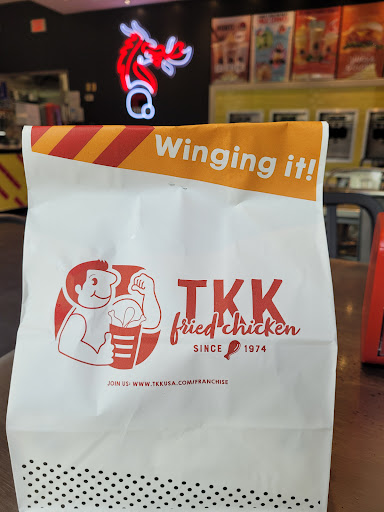 Winging it!
TKK
fried chicken
SINCE 1974
JOIN US: WWW.TKKUSA.COM/FRANCHISE